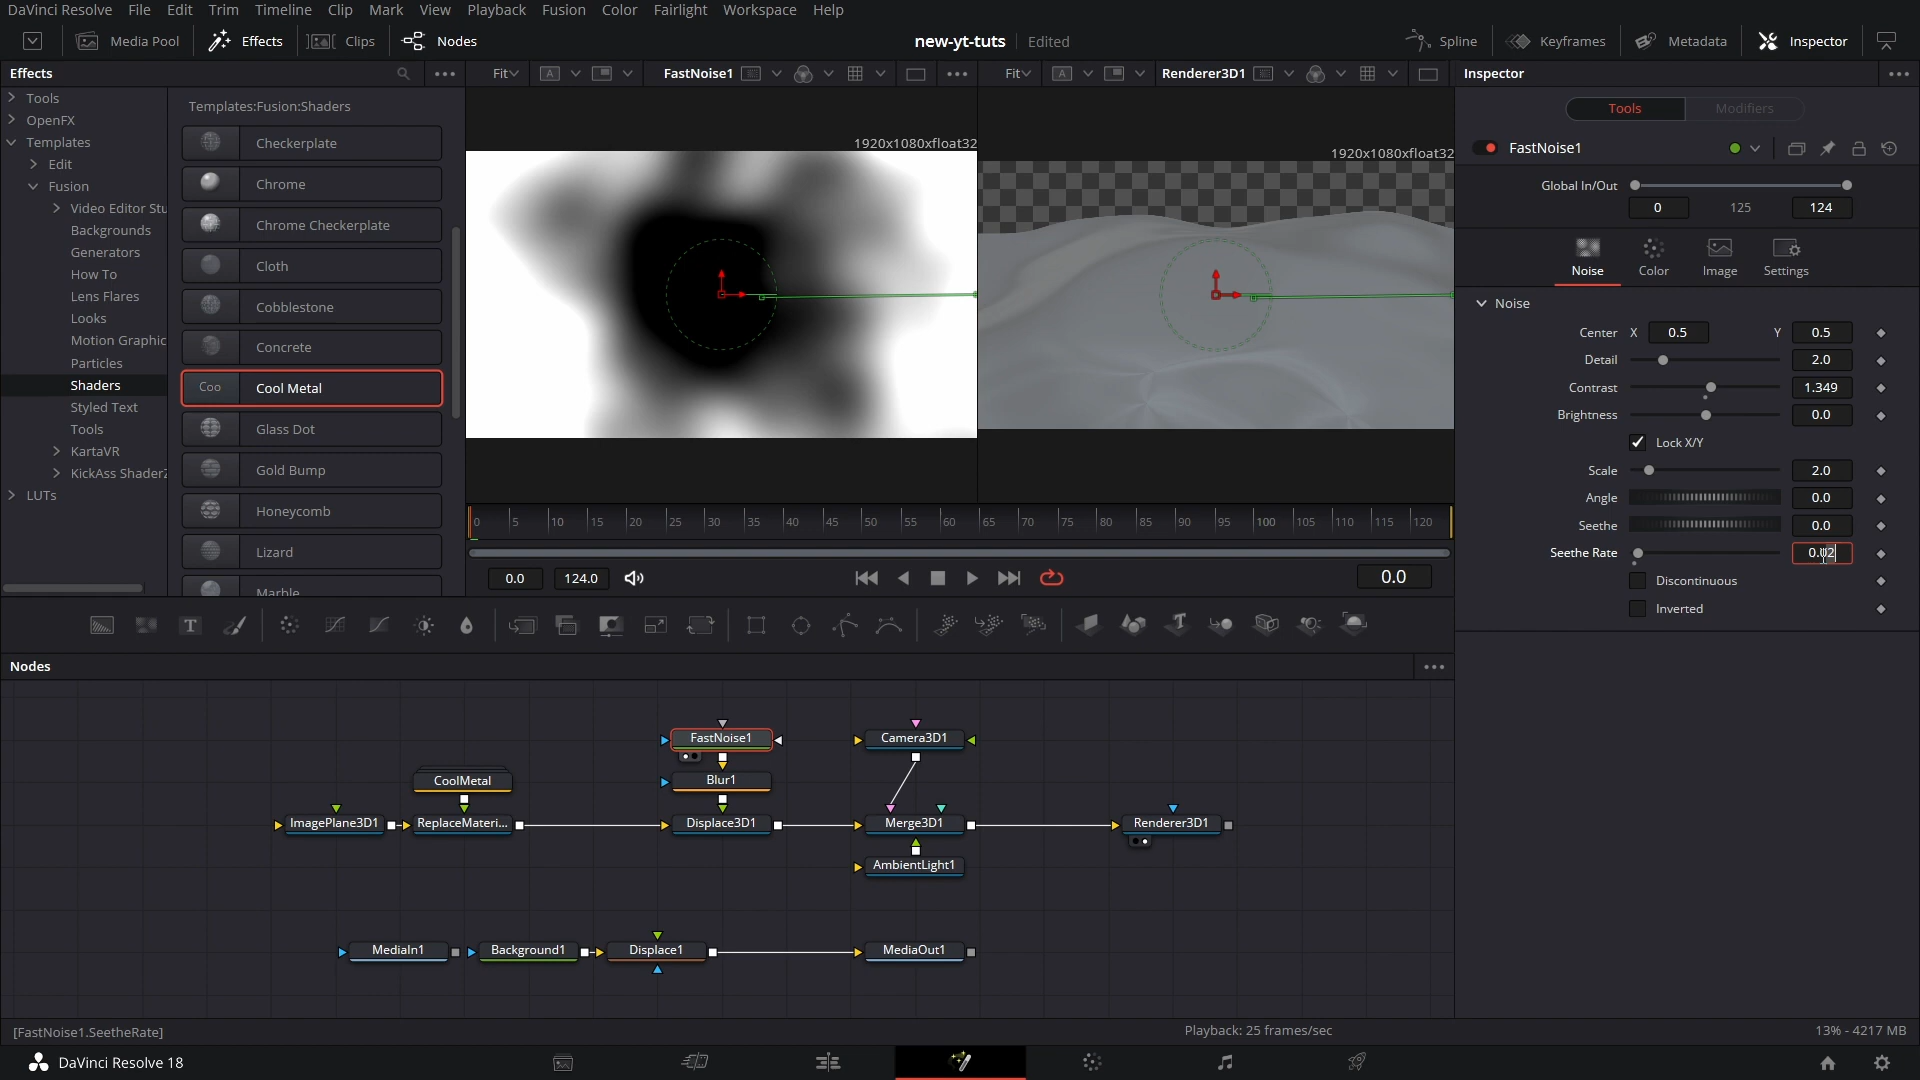 DaVinci Resolve File Edit Trim Timeline Clip Mark View Playback Fusion Color Fairlight Workspace Help
Media Pool Effects Clips Nodes new-yt-tuts Edited Spline Keyframes Metadata Inspector
Effects
Fit A FastNoise1
Fit A Renderer3D1
Inspector
Tools
OpenFX
Templates
Edit
Fusion
Video Editor Stu
Backgrounds
Generators
How To
Lens Flares
Looks
Motion Graphic
Particles
Shaders
Styled Text
Tools
KartaVR
KickAss ShaderZ
LUTs
Templates:Fusion:Shaders
Checkerplate
Chrome
Chrome Checkerplate
Cloth
Cobblestone
Concrete
Coo Cool Metal
Glass Dot
Gold Bump
Honeycomb
Lizard
Marble
1920x1080xfloat32
1920x1080xfloat32
0 5 10 15 20 25 30 35 40 45 50 55 60 65 70 75 80 85 90 95 100 105 110 115 120
0.0 124.0 0.0
Tools Modifiers
FastNoise1
Global In/Out
0 125 124
Noise Color Image Settings
Noise
Center X 0.5 Y 0.5
Detail 2.0
Contrast 1.349
Brightness 0.0
Lock X/Y
Scale 2.0
Angle 0.0
Seethe 0.0
Seethe Rate 0.02
Discontinuous
Inverted
T
Nodes
FastNoise1 Camera3D1
CoolMetal Blur1
ImagePlane3D1 ReplaceMateri... Displace3D1 Merge3D1 Renderer3D1
AmbientLight1
MediaIn1 Background1 Displace1 MediaOut1
[FastNoise1.SeetheRate] Playback: 25 frames/sec 13% - 4217 MB
DaVinci Resolve 18